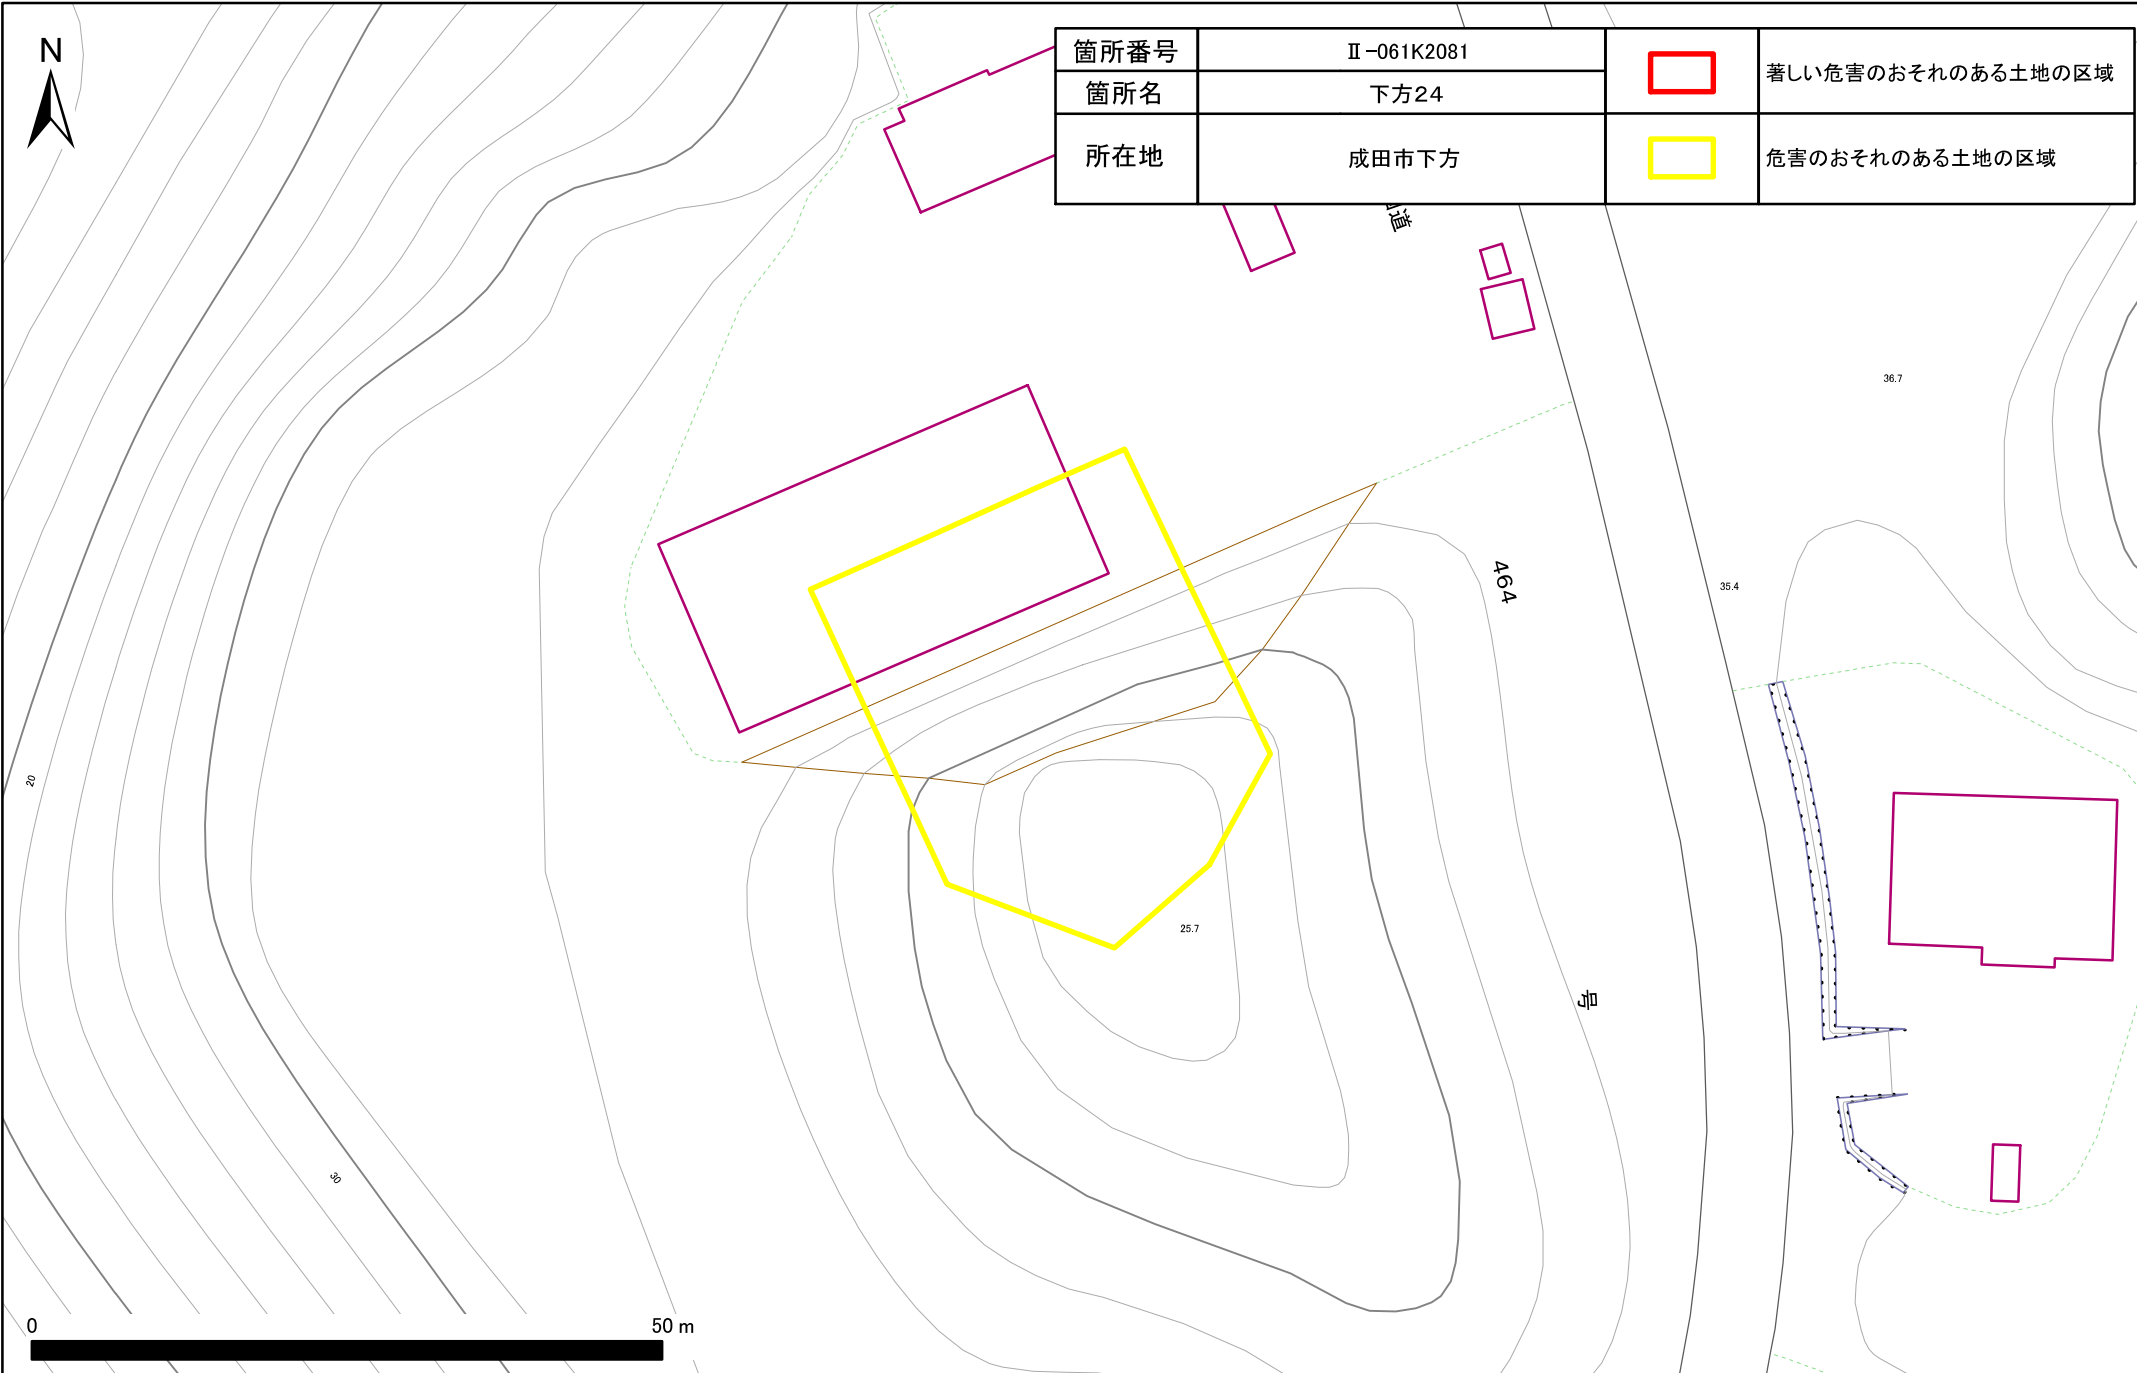 N
箇所番号 Ⅱ-061K2081 著しい危害のおそれのある土地の区域
箇所名 下方24
所在地 成田市下方 危害のおそれのある土地の区域
道
36.7
464
35.4
20
25.7
号
30
0 50 m